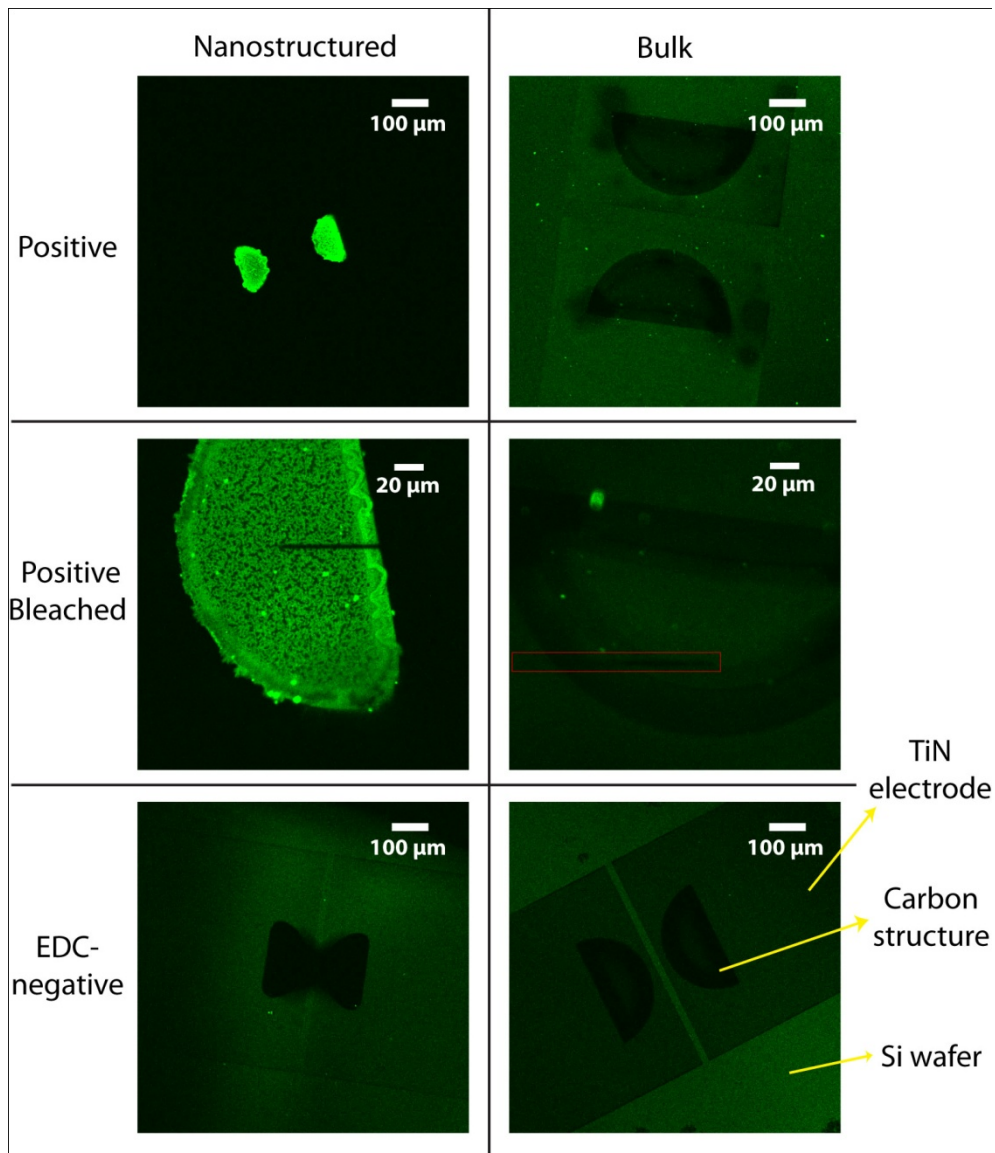 Nanostructured
Bulk
Positive
100 µm
100 µm
Positive
Bleached
20 µm
20 µm
TiN
electrode
EDC-
negative
100 µm
100 µm
Carbon
structure
Si wafer